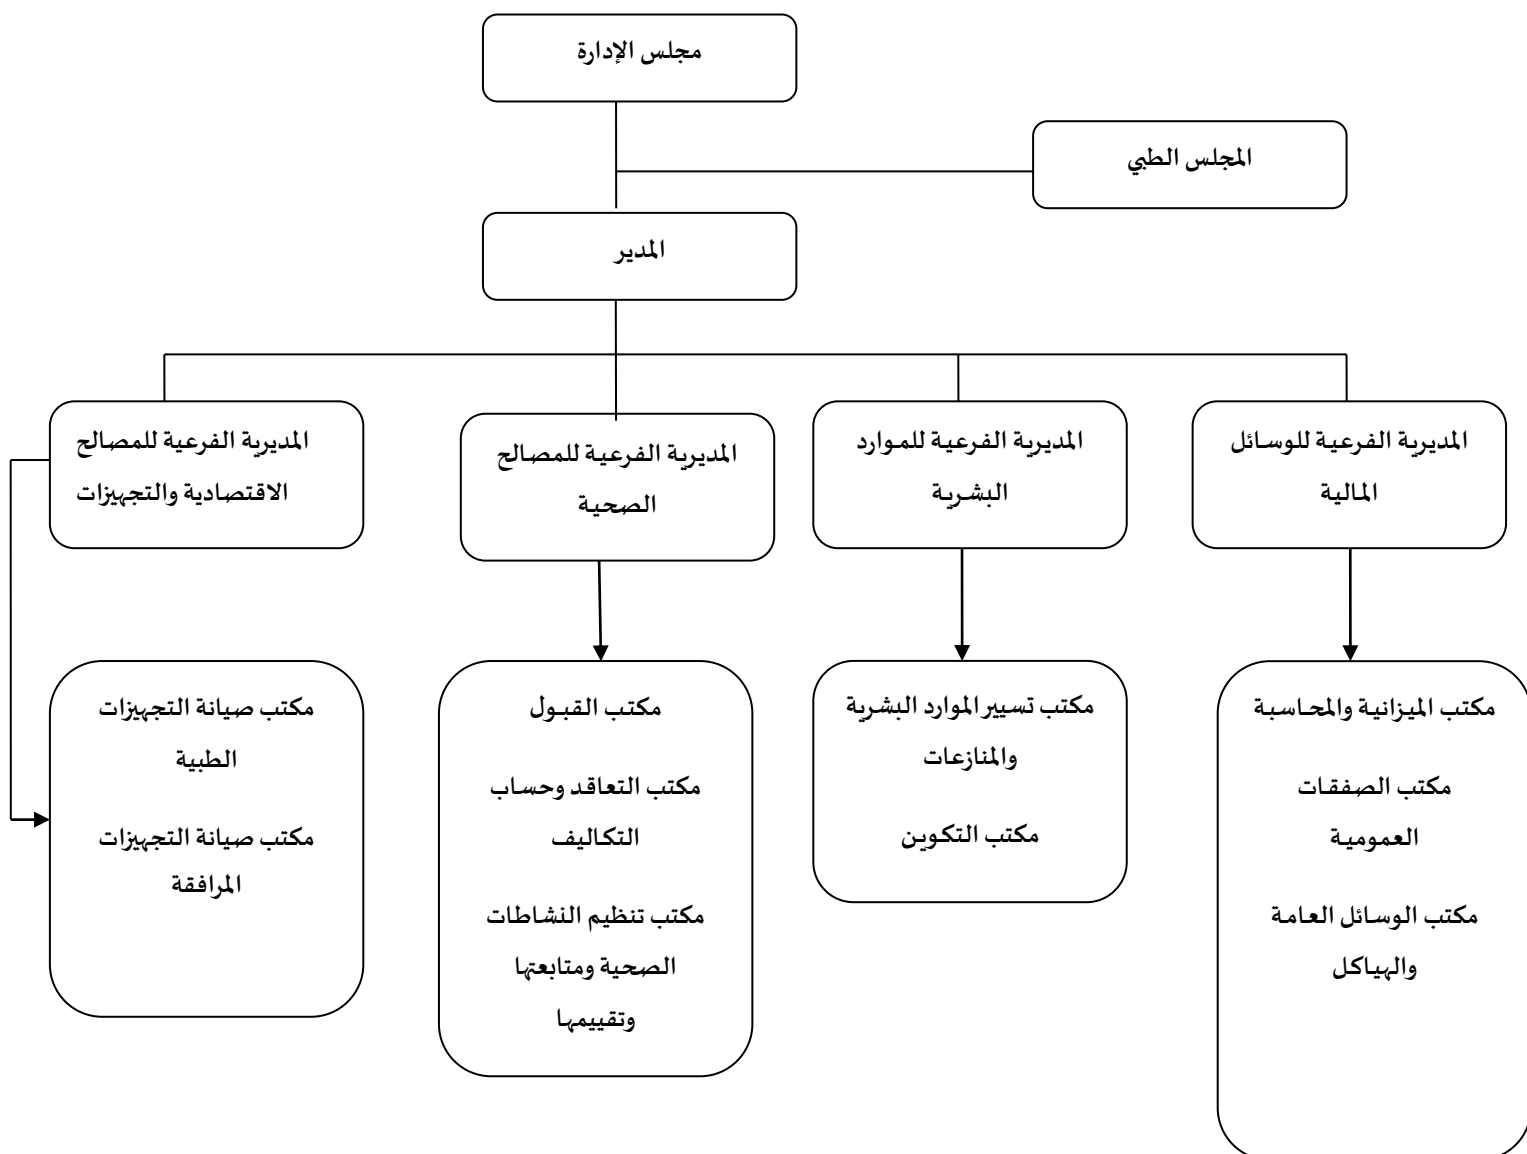 مجلس الإدارة
المجلس الطبي
المدير
المديرية الفرعية للوسائل
المالية
المديرية الفرعية للموارد
البشرية
المديرية الفرعية للمصالح
الصحية
المديرية الفرعية للمصالح
الاقتصادية والتجهيزات
مكتب الميزانية والمحاسبة
مكتب الصفقات
العمومية
مكتب الوسائل العامة
والهياكل
مكتب تسيير الموارد البشرية
والمنازعات
مكتب التكوين
مكتب القبول
مكتب التعاقد وحساب
التكاليف
مكتب تنظيم النشاطات
الصحية ومتابعتها
وتقييمها
مكتب صيانة التجهيزات
الطبية
مكتب صيانة التجهيزات
المرافقة